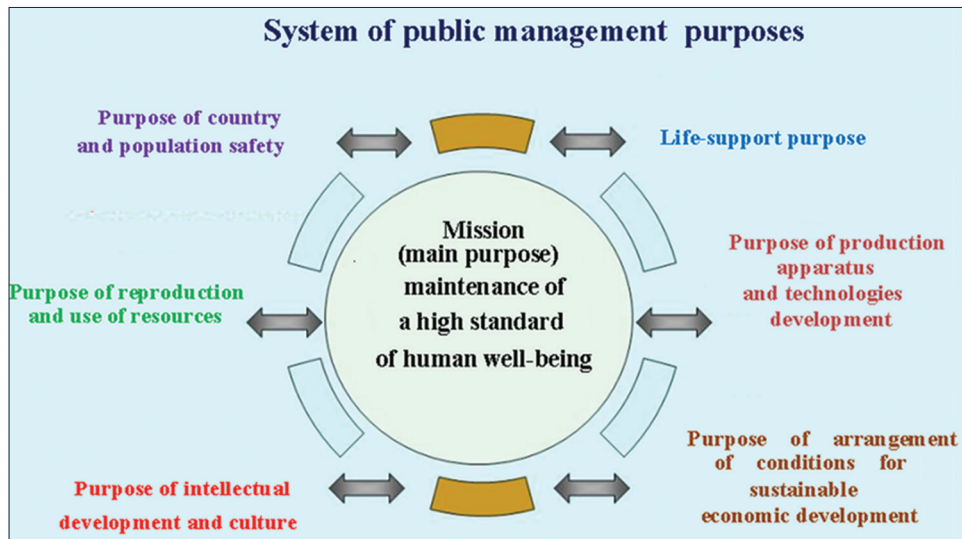 System of public management purposes
Purpose of country
and population safety
Life-support purpose
Mission
(main purpose)
maintenance of
a high standard
of human well-being
Purpose of production
apparatus
and technologies
development
Purpose of reproduction
and use of resources
Purpose of intellectual
development and culture
Purpose of arrangement
of conditions for
sustainable
economic development